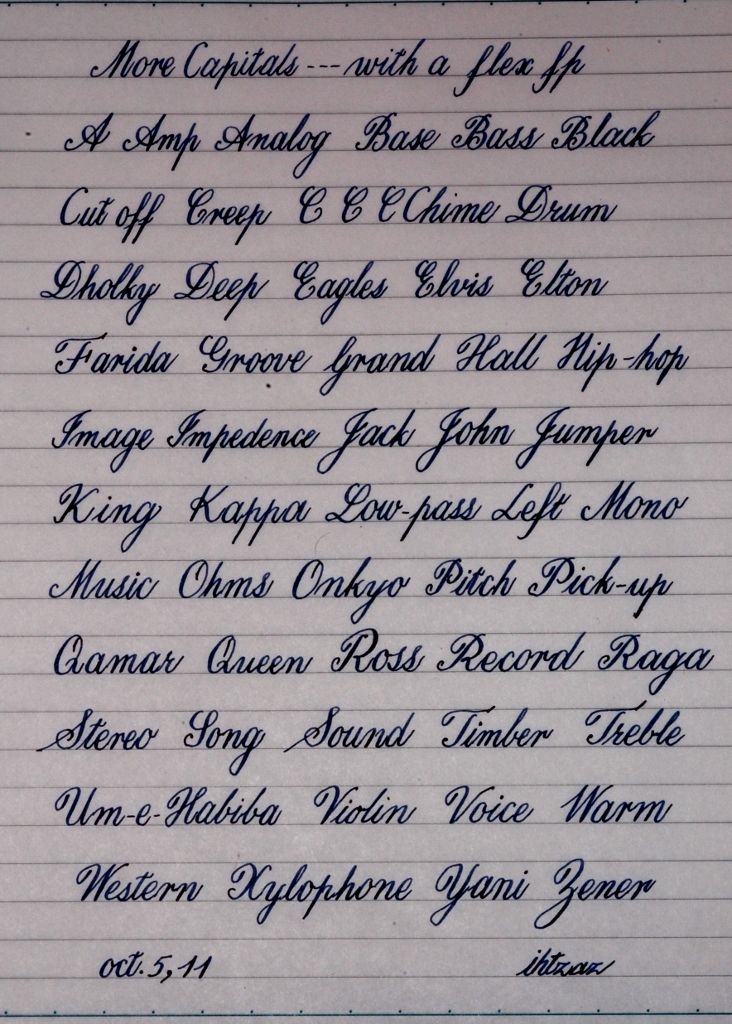 More Capitals --- with a flex fp
A Amp Analog Base Bass Black
Cut off Creep C C C Chime Drum
Dholky Deep Eagles Elvis Elton
Farida Groove Grand Hall Hip-hop
Image Impedence Jack John Jumper
King Kappa Low-pass Left Mono
Music Ohms Onkyo Pitch Pick-up
Qamar Queen Ross Record Raga
Stereo Song Sound Timber Treble
Um-e-Habiba Violin Voice Warm
Western Xylophone Yani Zener
oct. 5, 11 ihtzaz